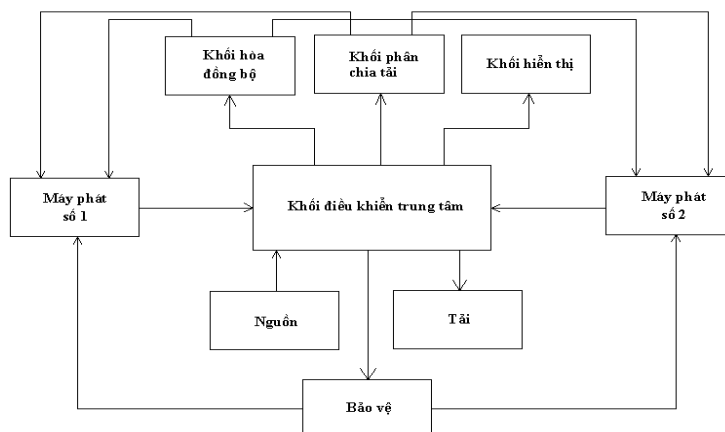 Khối hòa
đồng bộ
Khối phân
chia tải
Khối hiển thị
Máy phát
số 1
Khối điều khiển trung tâm
Máy phát
số 2
Nguồn
Tải
Bảo vệ